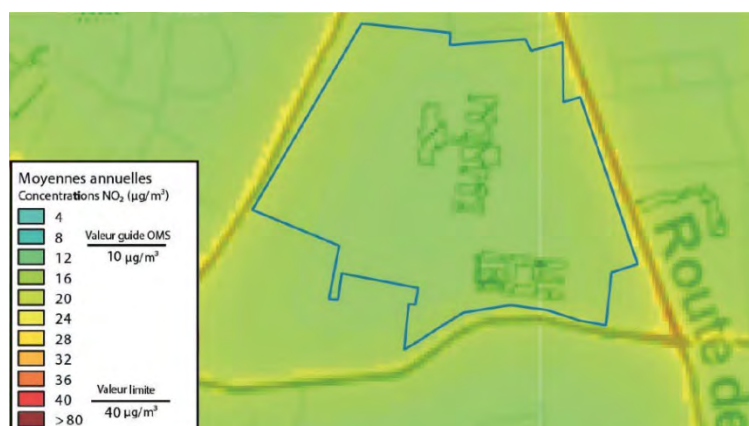 Moyennes annuelles
Concentrations NO₂ (µg/m³)
4
8
12
16
20
24
28
32
36
40
>80
Valeur guide OMS
10 µg/m³
Valeur limite
40 µg/m³
Route de